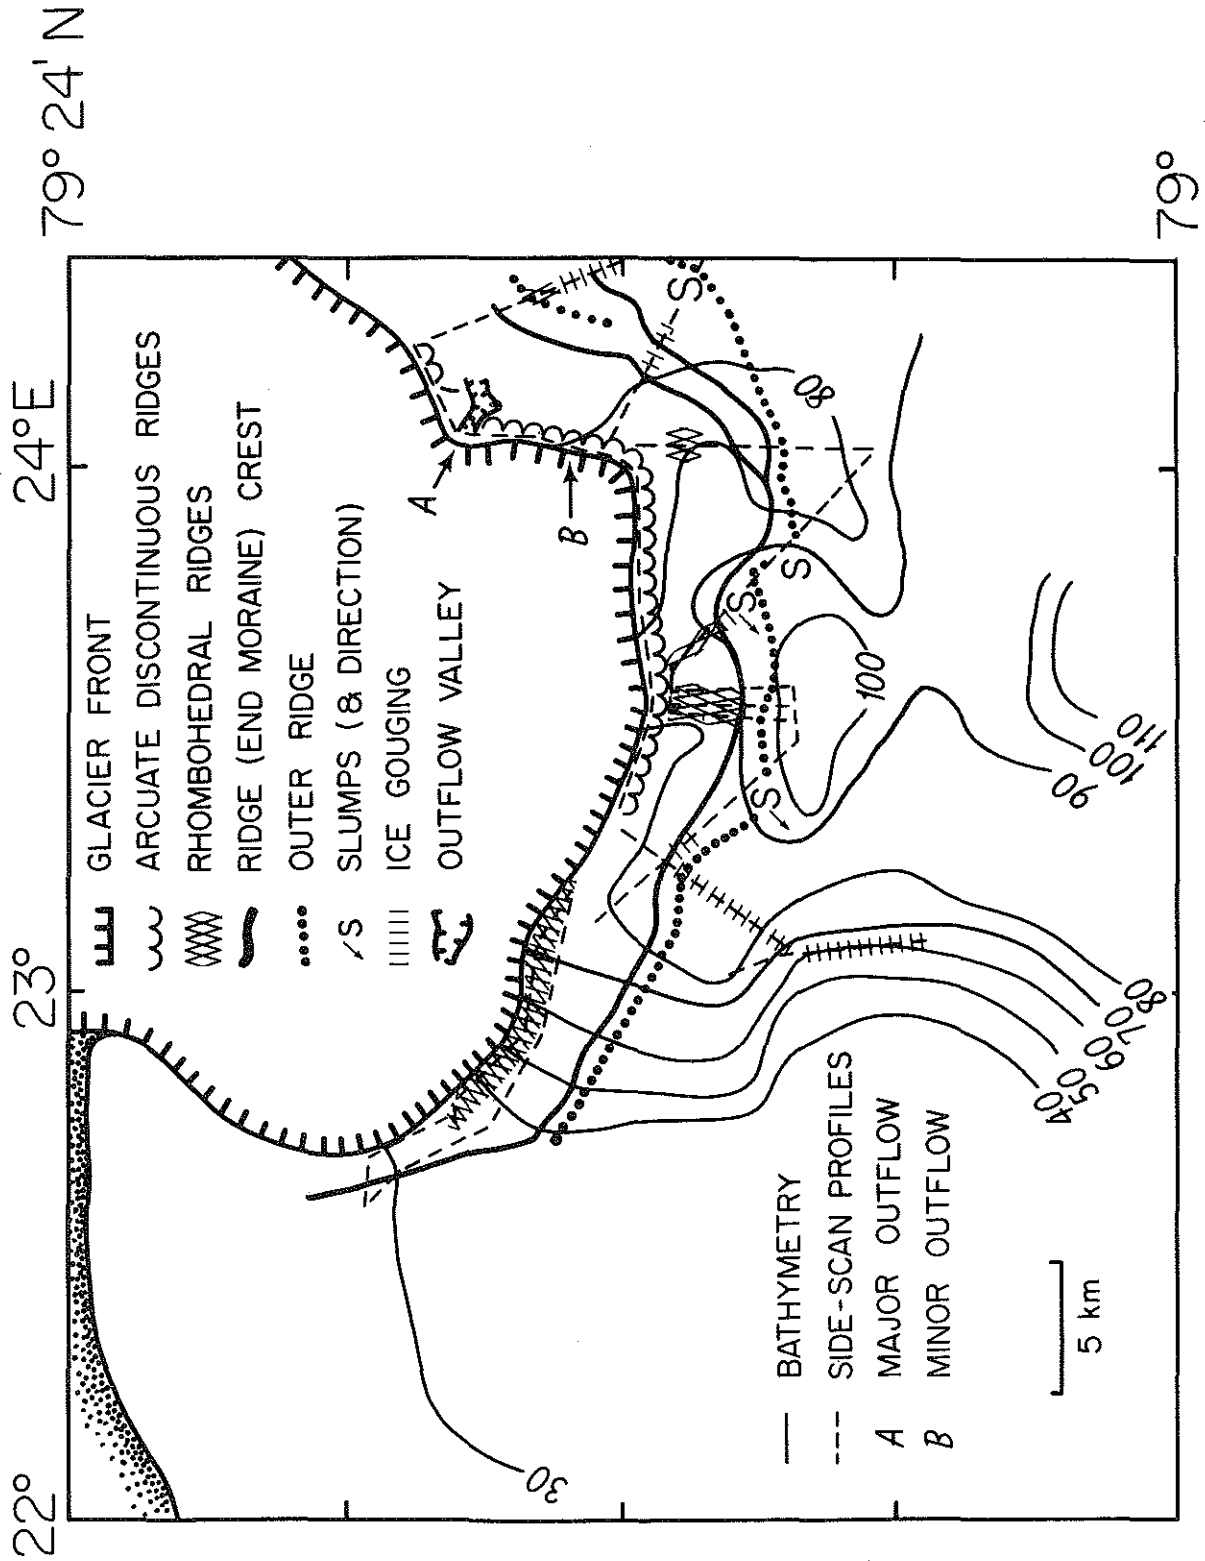 22°
23°
24°E
79° 24' N
79°
GLACIER FRONT
ARCUATE DISCONTINUOUS RIDGES
RHOMBOHEDRAL RIDGES
RIDGE (END MORAINE) CREST
OUTER RIDGE
S SLUMPS (& DIRECTION)
ICE GOUGING
OUTFLOW VALLEY
A
B
S
S
S
S
80
100
30
40
50
60
70
80
90
100
110
BATHYMETRY
SIDE-SCAN PROFILES
A MAJOR OUTFLOW
B MINOR OUTFLOW
5 km